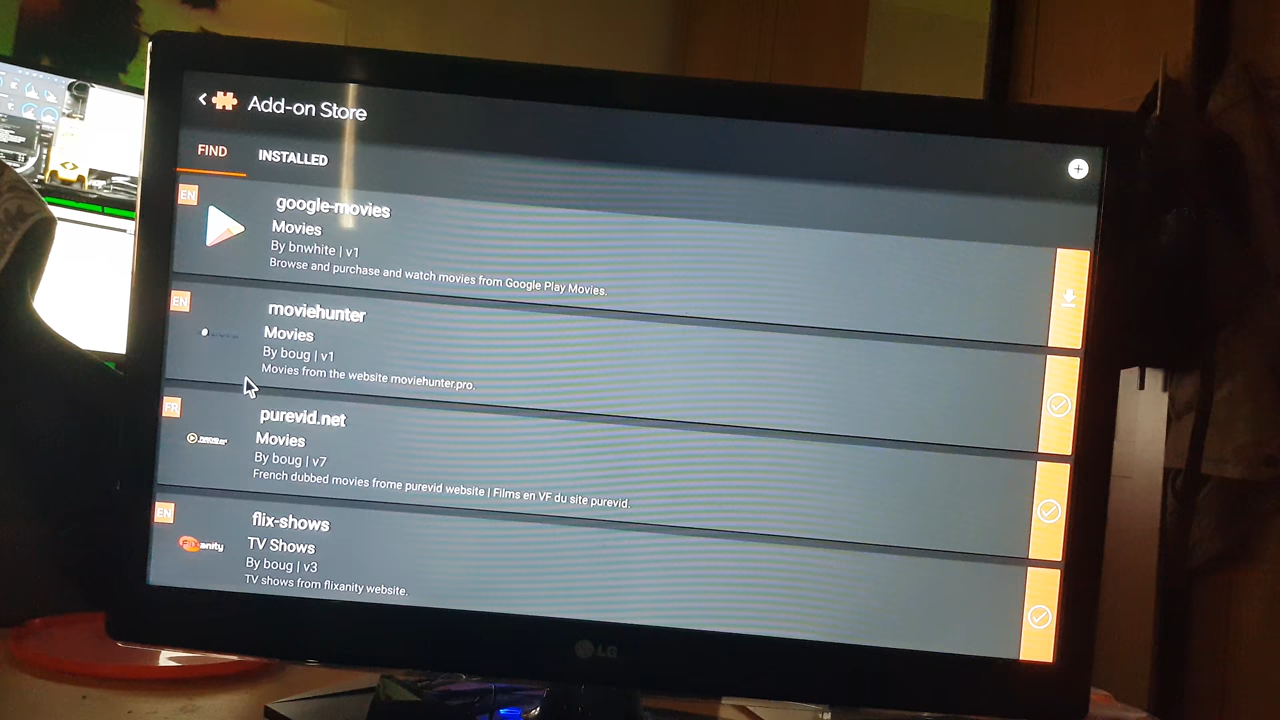 Add-on Store
FIND INSTALLED
EN
google-movies
Movies
By bnwhite | v1
Browse and purchase and watch movies from Google Play Movies.
EN
moviehunter
Movies
By boug | v1
Movies from the website moviehunter.pro.
FR
purevid.net
Movies
By boug | v7
French dubbed movies frome purevid website | Films en VF du site purevid.
EN
flix-shows
TV Shows
By boug | v3
TV shows from flixanity website.
LG